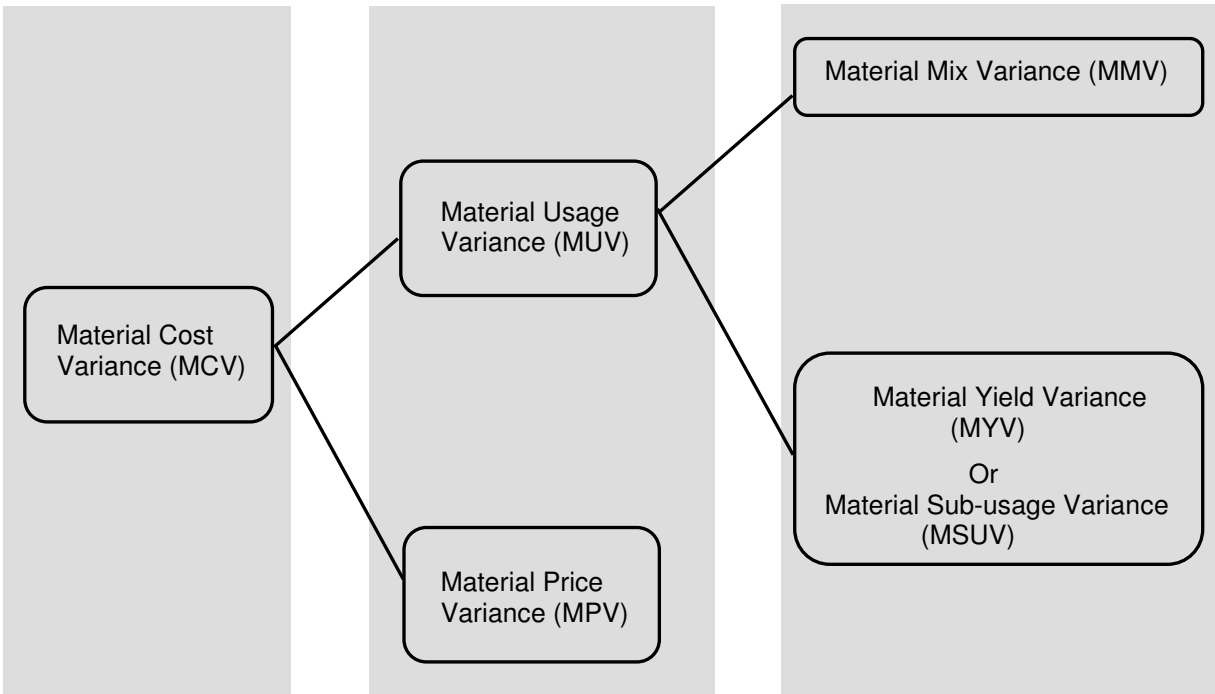 Material Cost
Variance (MCV)
Material Usage
Variance (MUV)
Material Price
Variance (MPV)
Material Mix Variance (MMV)
Material Yield Variance
(MYV)
Or
Material Sub-usage Variance
(MSUV)